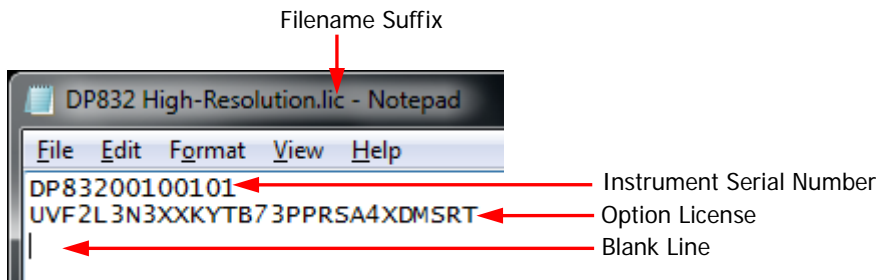 Filename Suffix
DP832 High-Resolution.lic - Notepad
File Edit Format View Help
DP83200100101
Instrument Serial Number
UVF2L3N3XXKYTB73PPRSA4XDMSRT
Option License
Blank Line